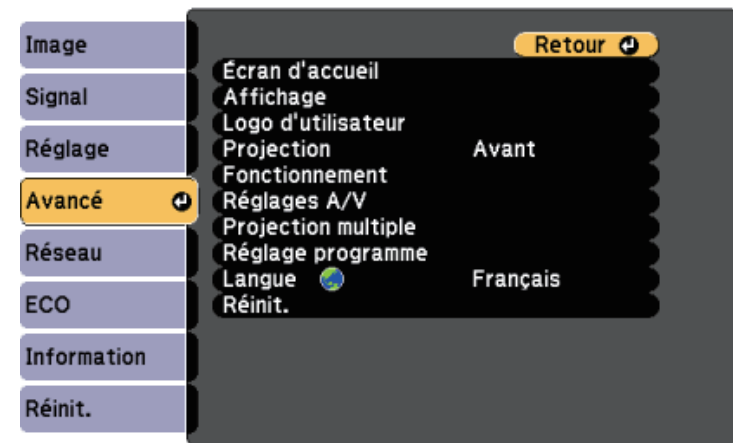 Image
Signal
Réglage
Avancé
Réseau
ECO
Information
Réinit.
Retour
Écran d'accueil
Affichage
Logo d'utilisateur
Projection Avant
Fonctionnement
Réglages A/V
Projection multiple
Réglage programme
Langue Français
Réinit.